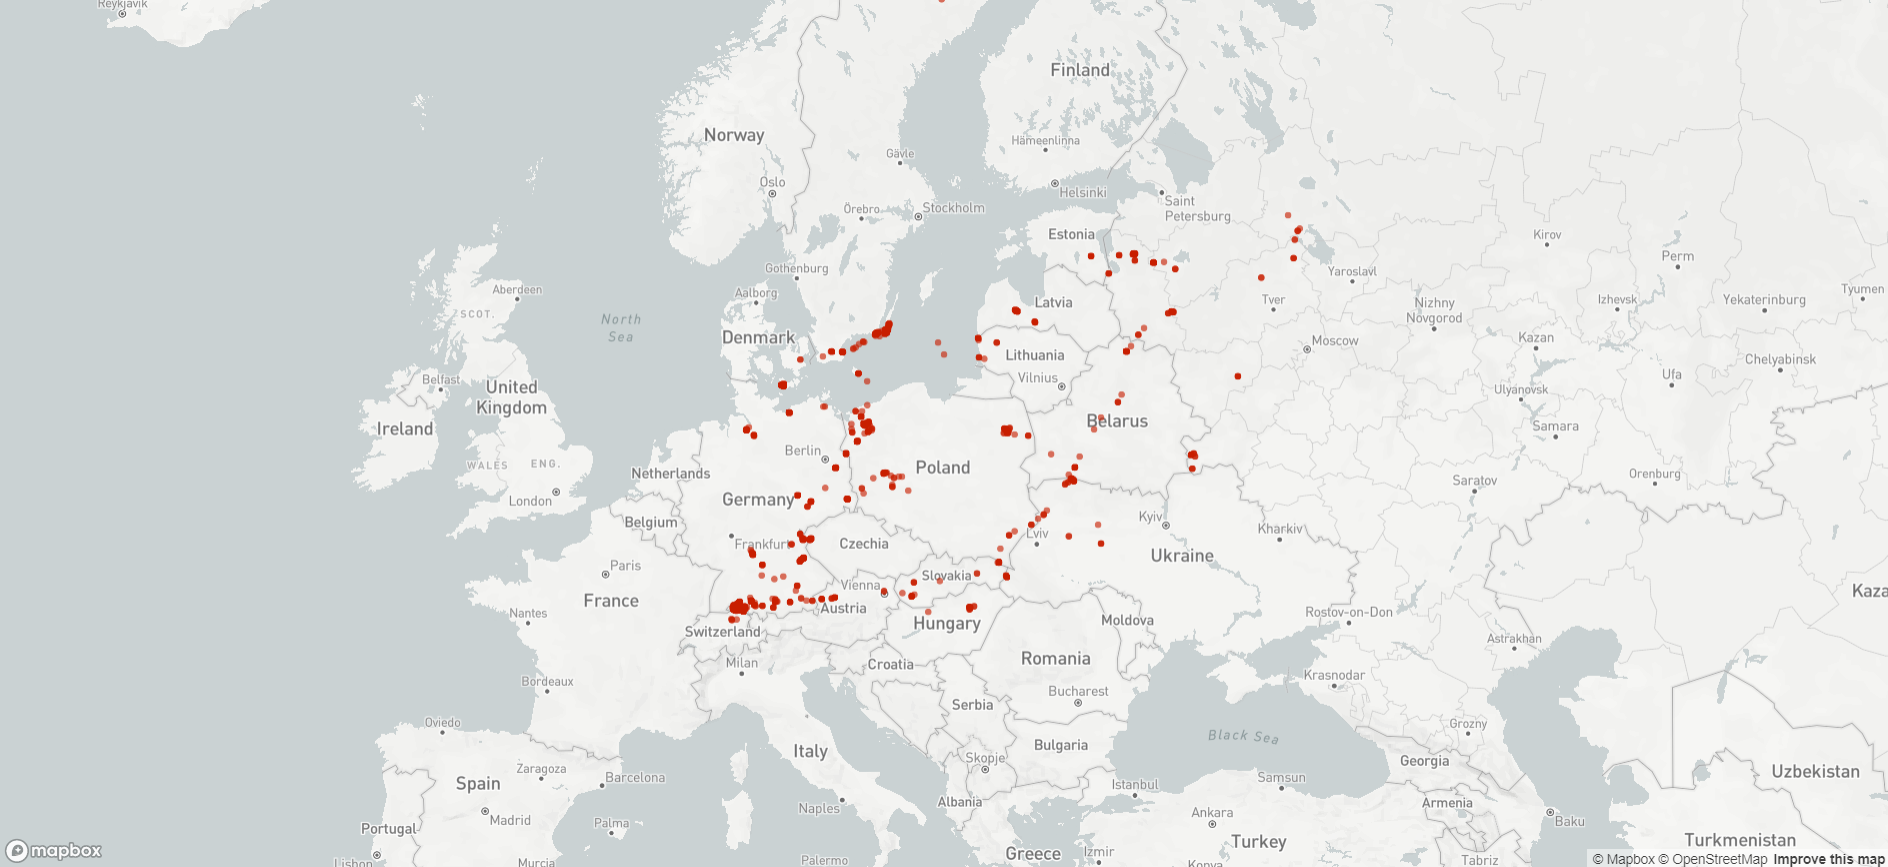 Reykjavik
Finland
Norway
Hämeenlinna
Gävle
Oslo
Helsinki
Saint
Petersburg
Örebro
Stockholm
Estonia
Kirov
Perm
Gothenburg
Yaroslavl
Aberdeen
Aalborg
Tyumen
SCOT.
Latvia
Tver
Nizhny
Novgorod
Izhevsk
Yekaterinburg
North
Sea
Denmark
Moscow
Kazan
Lithuania
Chelyabinsk
Belfast
Vilnius
Ufa
United
Kingdom
Ulyanovsk
Ireland
Belarus
Samara
Berlin
WALES
ENG.
Netherlands
Poland
Orenburg
London
Germany
Saratov
Belgium
Kyiv
Kharkiv
Frankfurt
Czechia
Lviv
Ukraine
Paris
Vienna
Slovakia
France
Austria
Kaza
Nantes
Rostov-on-Don
Switzerland
Hungary
Moldova
Astrakhan
Milan
Croatia
Romania
Krasnodar
Bordeaux
Bucharest
Serbia
Oviedo
Grozny
Black Sea
Italy
Bulgaria
Skopje
Georgia
Zaragoza
Barcelona
Uzbekistan
Spain
Istanbul
Samsun
Naples
Albania
Armenia
Madrid
Ankara
Baku
Portugal
Palma
Turkey
Turkmenistan
mapbox
Greece
Izmir
Lisbon
Murcia
Palermo
Konya
Tabriz
© Mapbox © OpenStreetMap Improve this map